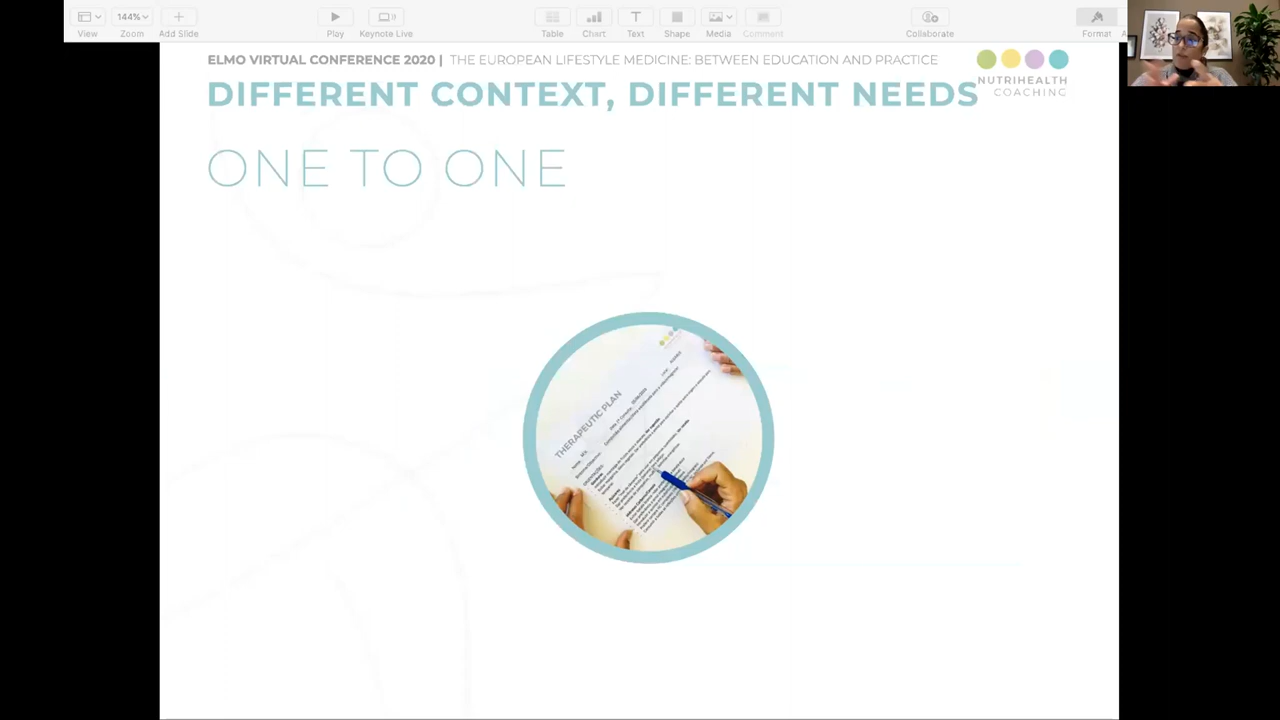 144%
View
Zoom
Add Slide
Play
Keynote Live
Table
Chart
Text
Shape
Media
Comment
Collaborate
Format
ELMO VIRTUAL CONFERENCE 2020 | THE EUROPEAN LIFESTYLE MEDICINE: BETWEEN EDUCATION AND PRACTICE
DIFFERENT CONTEXT, DIFFERENT NEEDS
NUTRIHEALTH
COACHING
ONE TO ONE
THERAPEUTIC PLAN